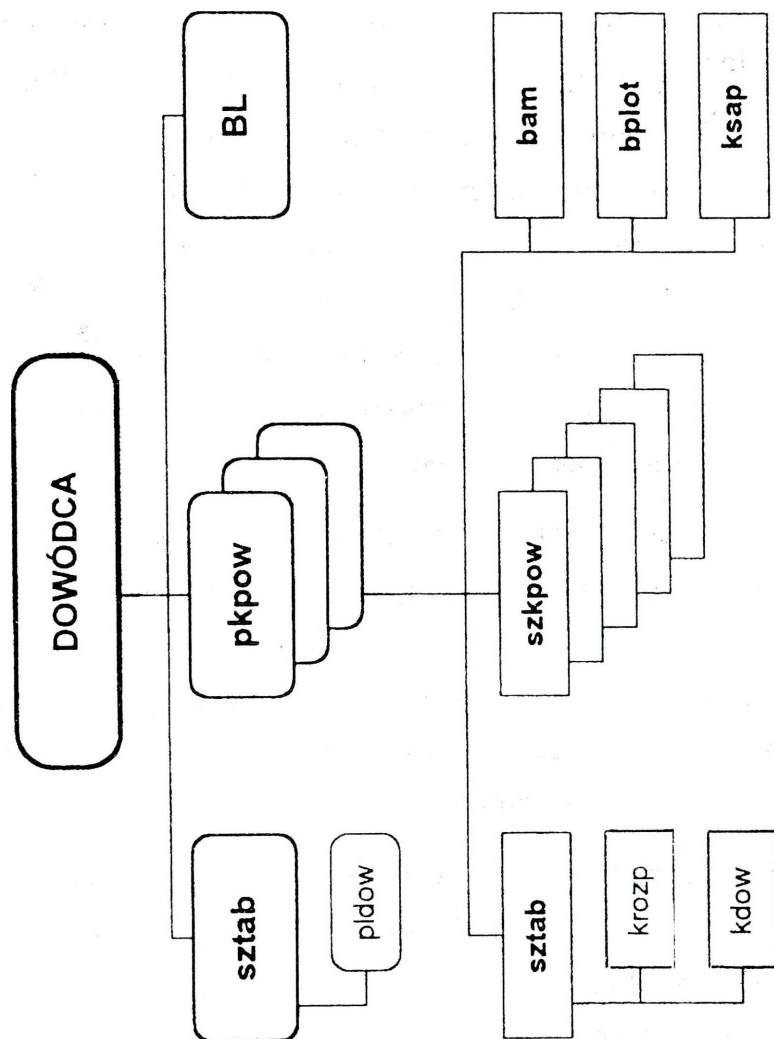 DOWÓDCA
sztab
pkpow
BL
pldow
sztab
szkpow
bam
krozp
bplot
kdow
ksap